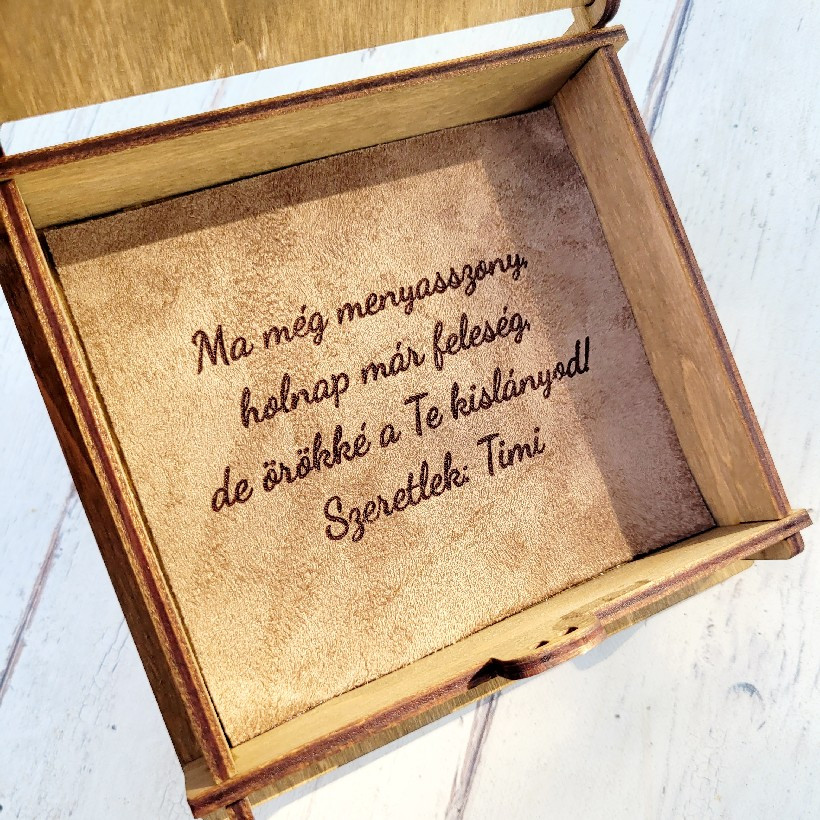 Ma még menyasszony,
holnap már feleség,
de örökké a Te kislányod!
Szeretlek: Timi